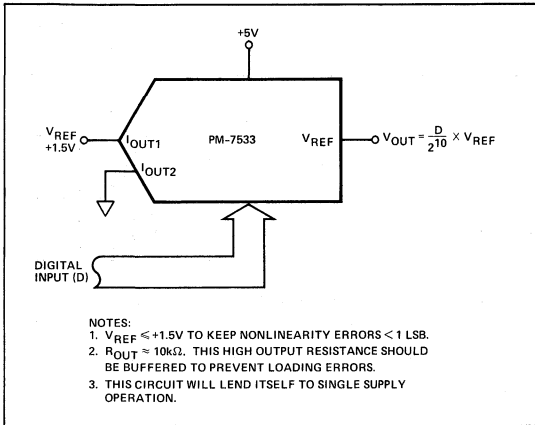 +5V
V_REF
+1.5V
I_OUT1
PM-7533
V_REF
V_OUT = D/2^10 × V_REF
I_OUT2
DIGITAL
INPUT (D)
NOTES:
1. V_REF ≤ +1.5V TO KEEP NONLINEARITY ERRORS < 1 LSB.
2. R_OUT ≈ 10kΩ. THIS HIGH OUTPUT RESISTANCE SHOULD
BE BUFFERED TO PREVENT LOADING ERRORS.
3. THIS CIRCUIT WILL LEND ITSELF TO SINGLE SUPPLY
OPERATION.